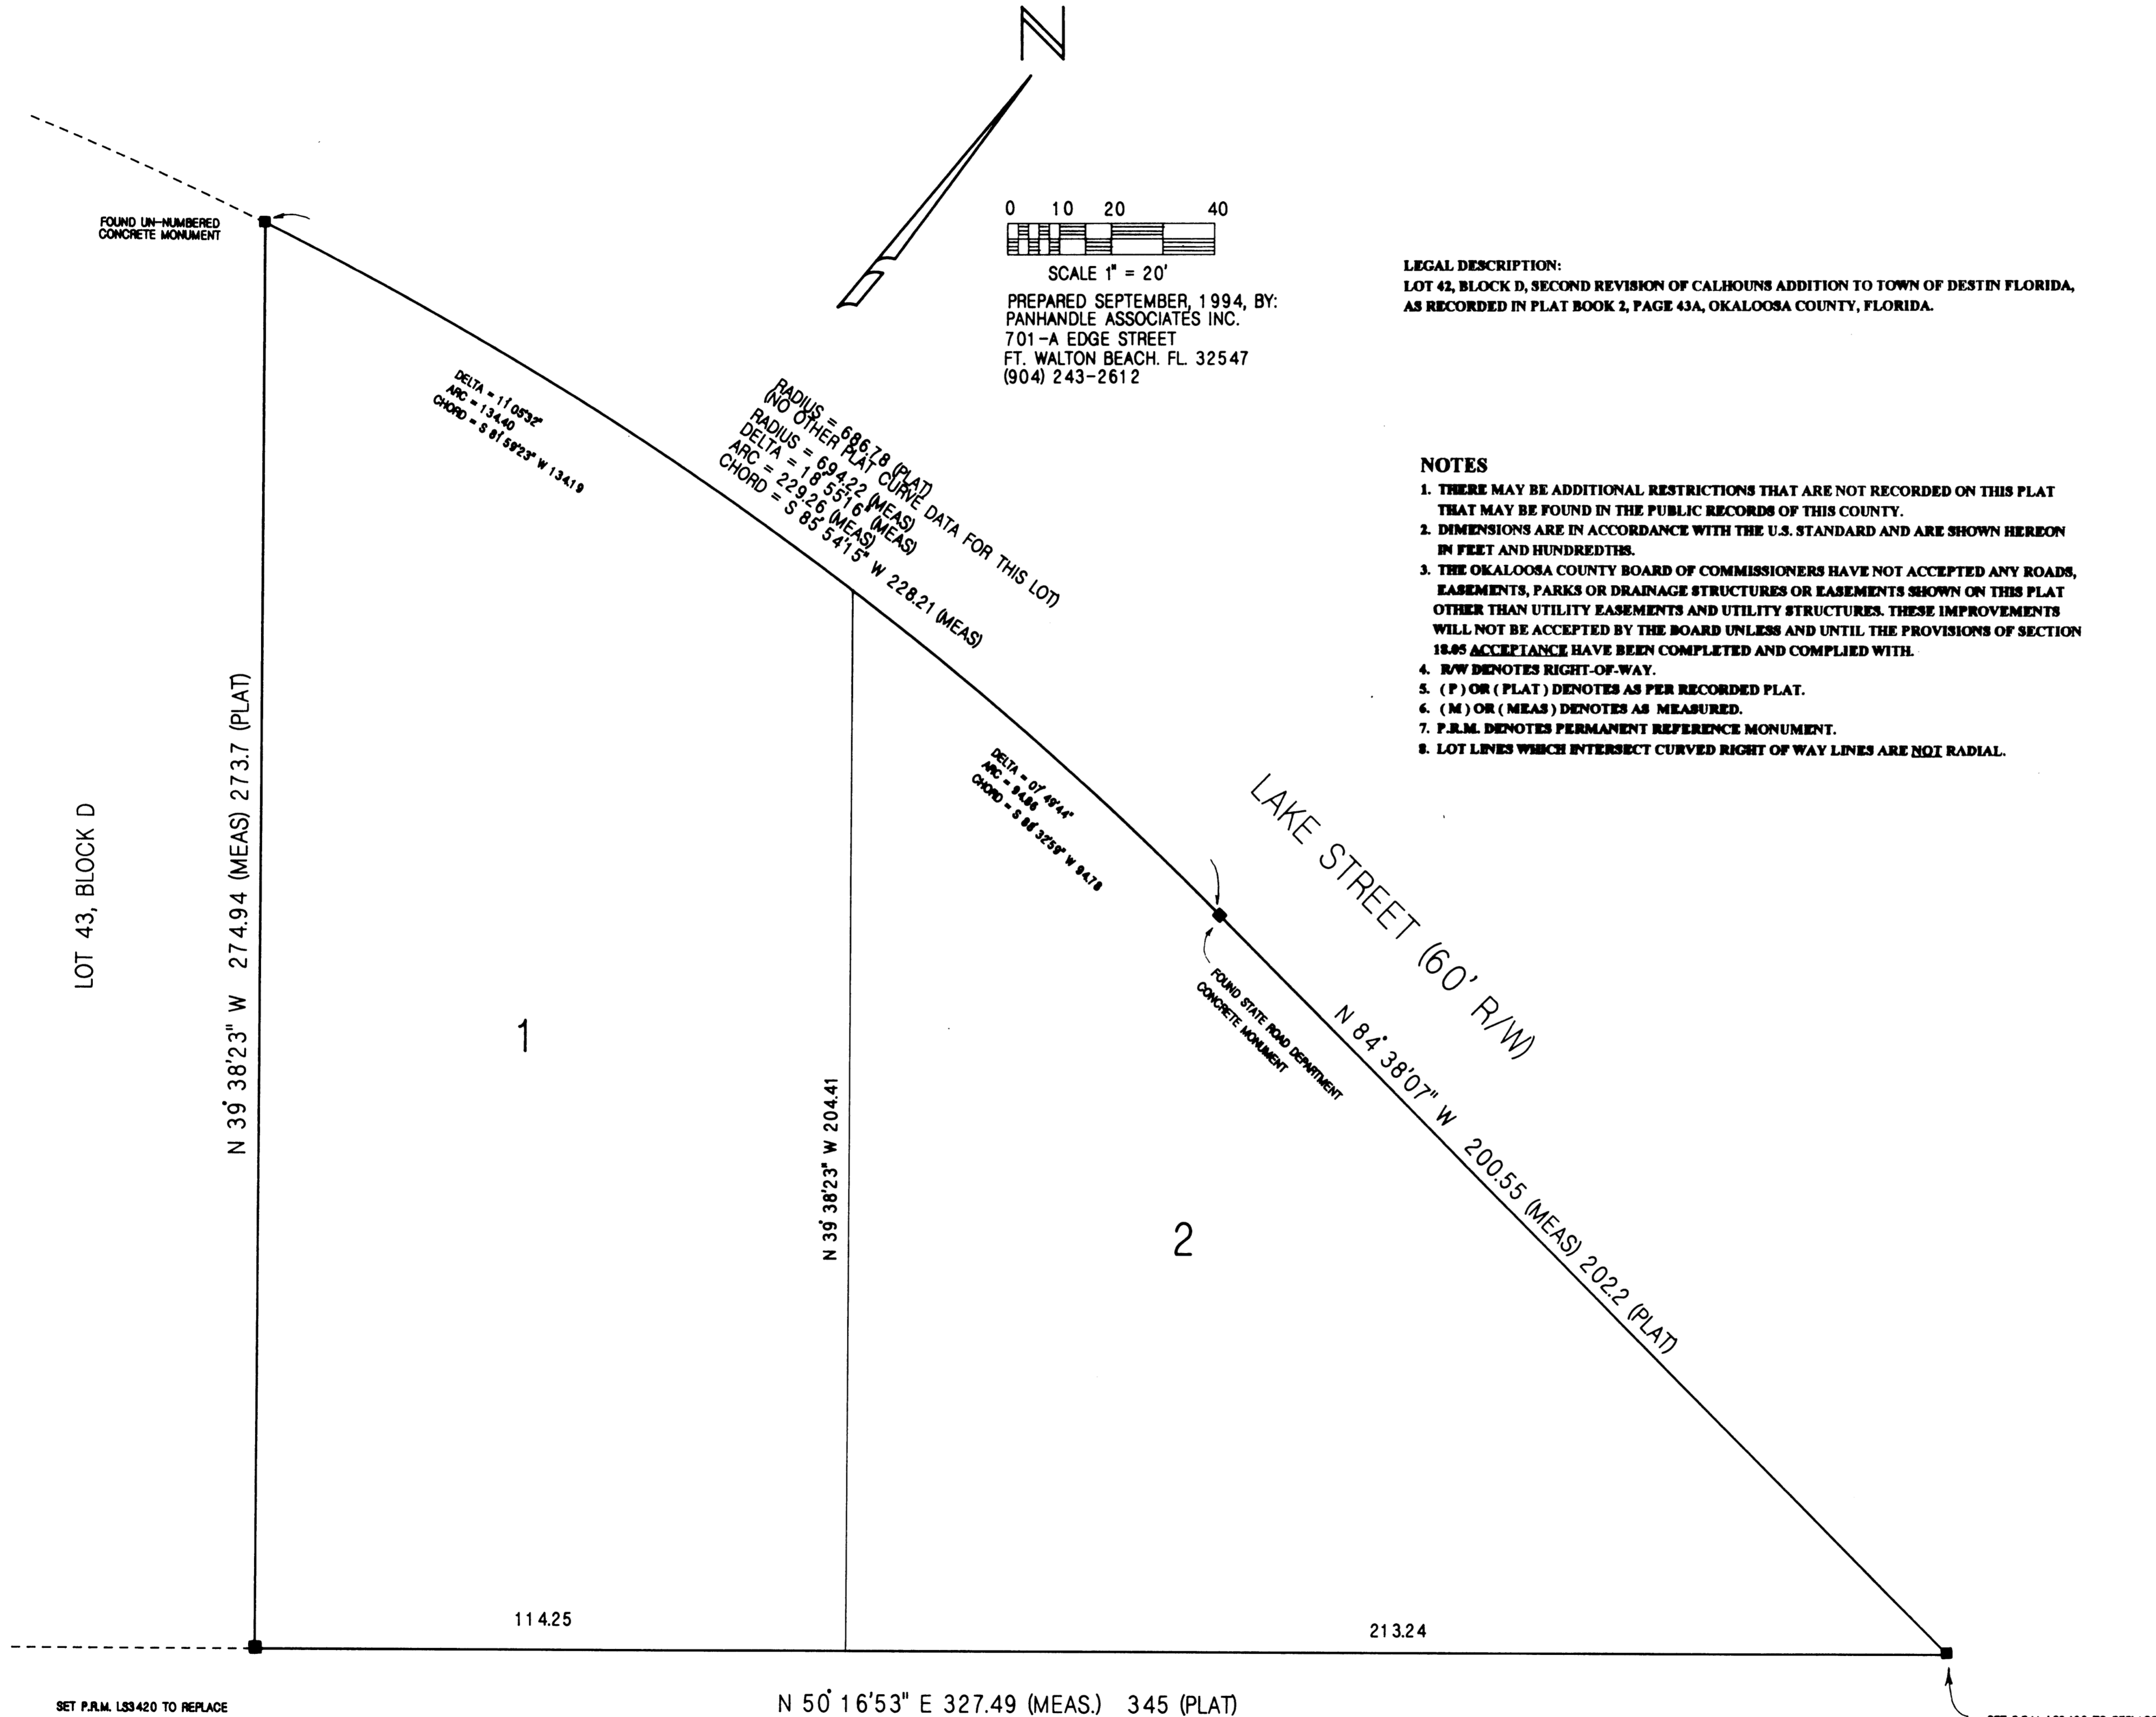 N
0 10 20 40
SCALE 1" = 20'
PREPARED SEPTEMBER, 1994, BY:
PANHANDLE ASSOCIATES INC.
701-A EDGE STREET
FT. WALTON BEACH. FL. 32547
(904) 243-2612
LEGAL DESCRIPTION:
LOT 42, BLOCK D, SECOND REVISION OF CALHOUNS ADDITION TO TOWN OF DESTIN FLORIDA,
AS RECORDED IN PLAT BOOK 2, PAGE 43A, OKALOOSA COUNTY, FLORIDA.
NOTES
1. THERE MAY BE ADDITIONAL RESTRICTIONS THAT ARE NOT RECORDED ON THIS PLAT
THAT MAY BE FOUND IN THE PUBLIC RECORDS OF THIS COUNTY.
2. DIMENSIONS ARE IN ACCORDANCE WITH THE U.S. STANDARD AND ARE SHOWN HEREON
IN FEET AND HUNDREDTHS.
3. THE OKALOOSA COUNTY BOARD OF COMMISSIONERS HAVE NOT ACCEPTED ANY ROADS,
EASEMENTS, PARKS OR DRAINAGE STRUCTURES OR EASEMENTS SHOWN ON THIS PLAT
OTHER THAN UTILITY EASEMENTS AND UTILITY STRUCTURES. THESE IMPROVEMENTS
WILL NOT BE ACCEPTED BY THE BOARD UNLESS AND UNTIL THE PROVISIONS OF SECTION
18.05 ACCEPTANCE HAVE BEEN COMPLETED AND COMPLIED WITH.
4. R/W DENOTES RIGHT-OF-WAY.
5. ( P ) OR ( PLAT ) DENOTES AS PER RECORDED PLAT.
6. ( M ) OR ( MEAS ) DENOTES AS MEASURED.
7. P.R.M. DENOTES PERMANENT REFERENCE MONUMENT.
8. LOT LINES WHICH INTERSECT CURVED RIGHT OF WAY LINES ARE NOT RADIAL.
FOUND UN-NUMBERED
CONCRETE MONUMENT
DELTA = 11° 05'32"
ARC = 134.40
CHORD = S 81° 59'23" W 134.19
RADIUS = 686.78 (PLAT)
(NO OTHER PLAT CURVE DATA FOR THIS LOT)
RADIUS = 694.22 (MEAS)
DELTA = 18° 55'16" (MEAS)
ARC = 229.26 (MEAS)
CHORD = S 85° 54'15" W 228.21 (MEAS)
DELTA = 07° 49'44"
ARC = 94.86
CHORD = S 88° 32'59" W 94.78
LAKE STREET (60' R/W)
FOUND STATE ROAD DEPARTMENT
CONCRETE MONUMENT
N 84° 38'07" W 200.55 (MEAS) 202.2 (PLAT)
LOT 43, BLOCK D
N 39° 38'23" W 274.94 (MEAS) 273.7 (PLAT)
1
N 39° 38'23" W 204.41
2
114.25
213.24
N 50° 16'53" E 327.49 (MEAS.) 345 (PLAT)
SET P.R.M. LS3420 TO REPLACE